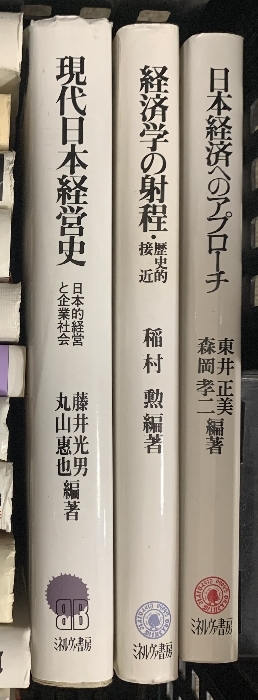 現代日本経営史
日本的経営
と企業社会
藤井光男
丸山惠也
編著
BB
ミネルヴァ書房
経済学の射程・
歴史的
接近
稲村 勲編著
ミネルヴァ書房
日本経済へのアプローチ
東井正美
森岡孝二
編著
ミネルヴァ書房